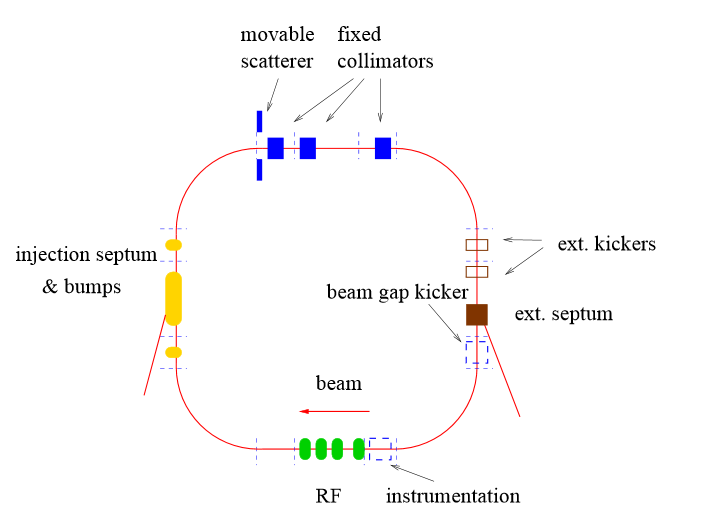 movable
scatterer
fixed
collimators
injection septum
& bumps
ext. kickers
beam gap kicker
ext. septum
beam
RF
instrumentation